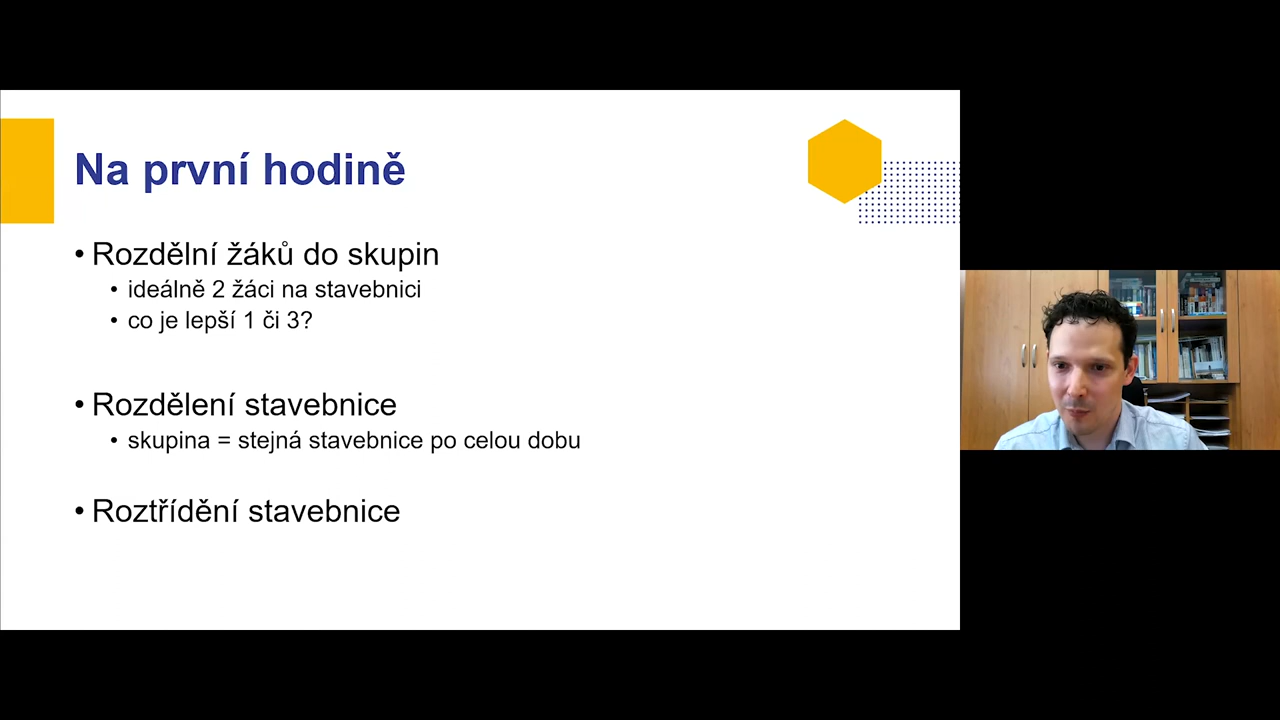 Na první hodině
• Rozdělní žáků do skupin
• ideálně 2 žáci na stavebnici
• co je lepší 1 či 3?
• Rozdělení stavebnice
• skupina = stejná stavebnice po celou dobu
• Roztřídění stavebnice